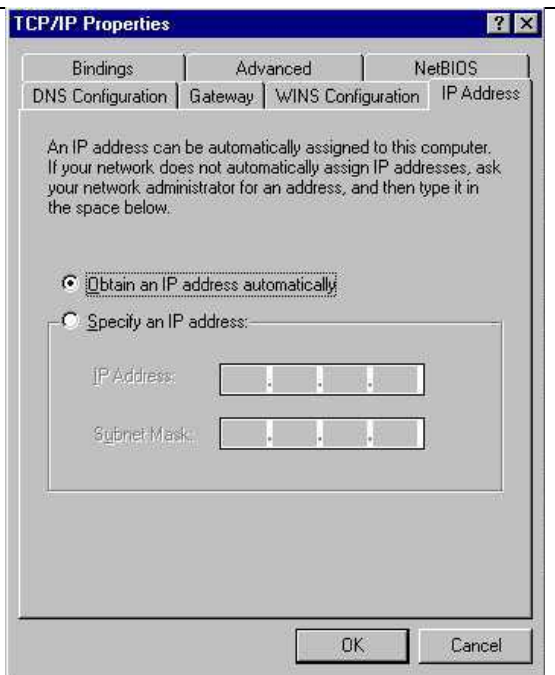 TCP/IP Properties
Bindings Advanced NetBIOS
DNS Configuration Gateway WINS Configuration IP Address
An IP address can be automatically assigned to this computer.
If your network does not automatically assign IP addresses, ask
your network administrator for an address, and then type it in
the space below.
Obtain an IP address automatically
Specify an IP address:
IP Address:
Subnet Mask:
OK Cancel